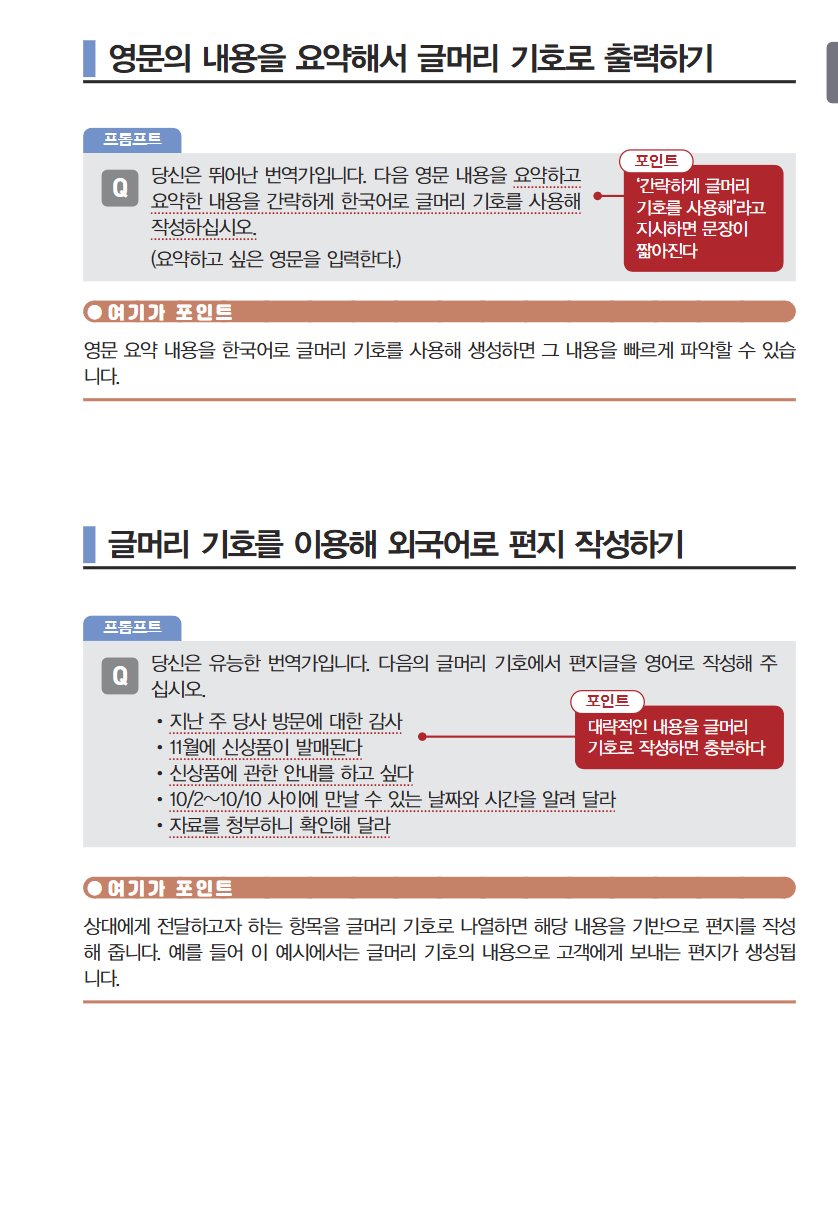 영문의 내용을 요약해서 글머리 기호로 출력하기
프롬프트
Q
당신은 뛰어난 번역가입니다. 다음 영문 내용을 요약하고
요약한 내용을 간략하게 한국어로 글머리 기호를 사용해
작성하십시오.
(요약하고 싶은 영문을 입력한다.)
포인트
‘간략하게 글머리
기호를 사용해’라고
지시하면 문장이
짧아진다
여기가 포인트
영문 요약 내용을 한국어로 글머리 기호를 사용해 생성하면 그 내용을 빠르게 파악할 수 있습
니다.
글머리 기호를 이용해 외국어로 편지 작성하기
프롬프트
Q
당신은 유능한 번역가입니다. 다음의 글머리 기호에서 편지글을 영어로 작성해 주
십시오.
• 지난 주 당사 방문에 대한 감사
• 11월에 신상품이 발매된다
• 신상품에 관한 안내를 하고 싶다
• 10/2~10/10 사이에 만날 수 있는 날짜와 시간을 알려 달라
• 자료를 청부하니 확인해 달라
포인트
대략적인 내용을 글머리
기호로 작성하면 충분하다
여기가 포인트
상대에게 전달하고자 하는 항목을 글머리 기호로 나열하면 해당 내용을 기반으로 편지를 작성
해 줍니다. 예를 들어 이 예시에서는 글머리 기호의 내용으로 고객에게 보내는 편지가 생성됩
니다.